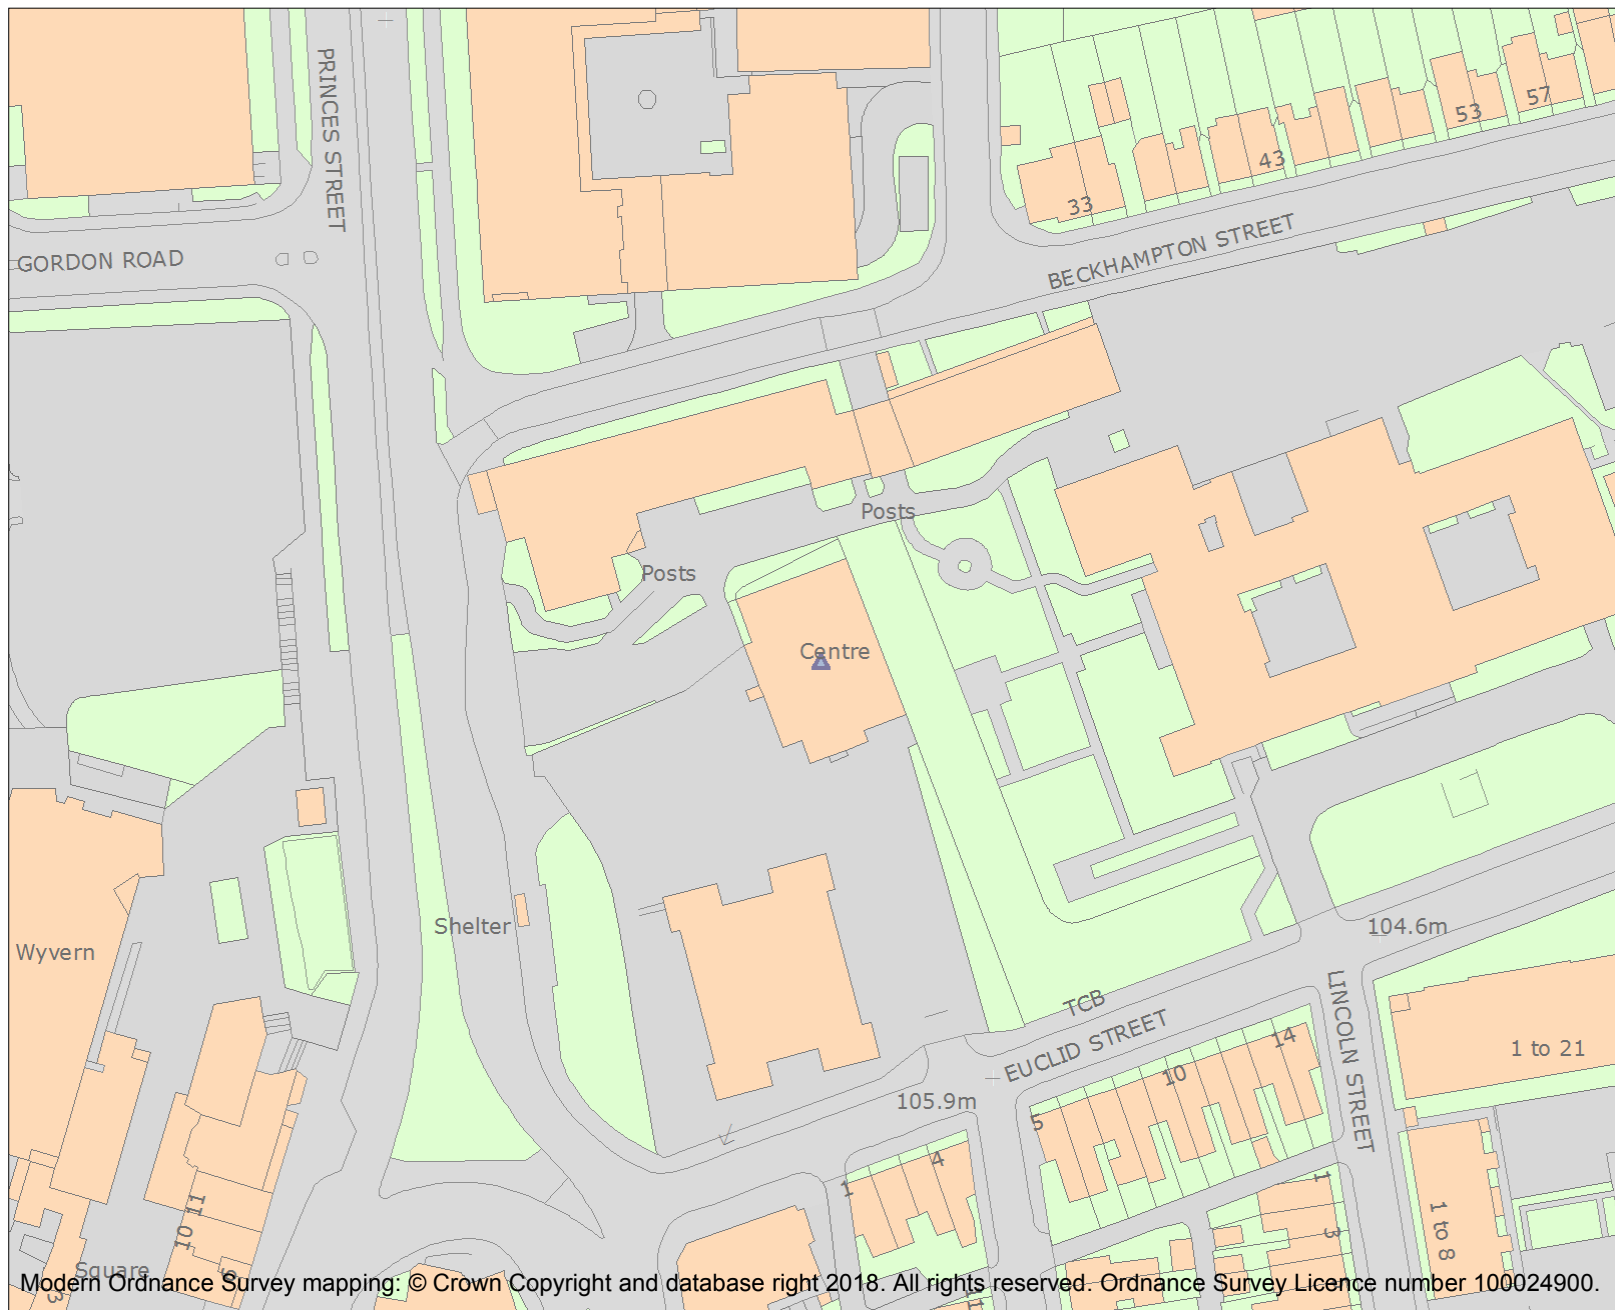 PRINCES STREET
57
53
43
33
BECKHAMPTON STREET
GORDON ROAD
Posts
Posts
Centre
Shelter
104.6m
Wyvern
TCB
EUCLID STREET
LINCOLN STREET
14
1 to 21
10
105.9m
5
4
1
1
10 11
3
1 to 8
Square
9
3
11
Modern Ordnance Survey mapping: © Crown Copyright and database right 2018. All rights reserved. Ordnance Survey Licence number 100024900.